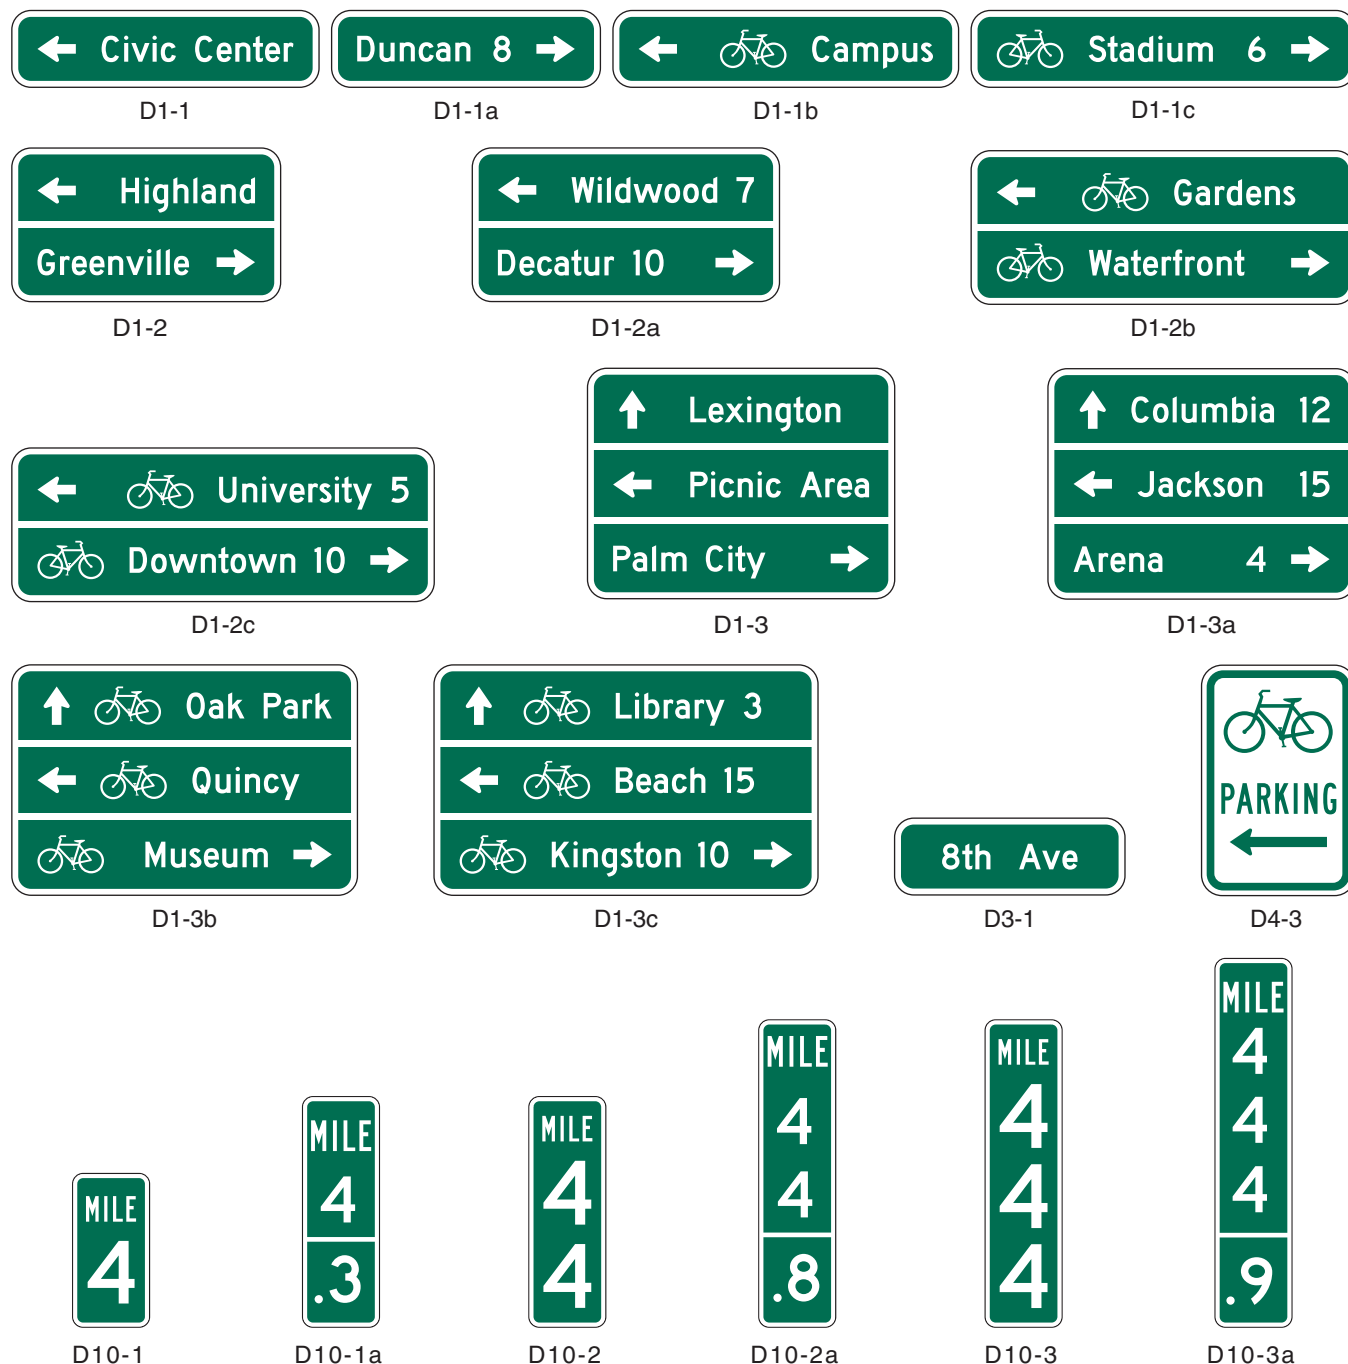 Civic Center
Duncan 8
Campus
Stadium 6
D1-1
D1-1a
D1-1b
D1-1c
Highland
Greenville
Wildwood 7
Decatur 10
Gardens
Waterfront
D1-2
D1-2a
D1-2b
University 5
Downtown 10
Lexington
Picnic Area
Palm City
Columbia 12
Jackson 15
Arena 4
D1-2c
D1-3
D1-3a
Oak Park
Quincy
Museum
Library 3
Beach 15
Kingston 10
8th Ave
PARKING
D1-3b
D1-3c
D3-1
D4-3
MILE
4
MILE
4
.3
MILE
4
4
MILE
4
4
.8
MILE
4
4
4
MILE
4
4
4
.9
D10-1
D10-1a
D10-2
D10-2a
D10-3
D10-3a